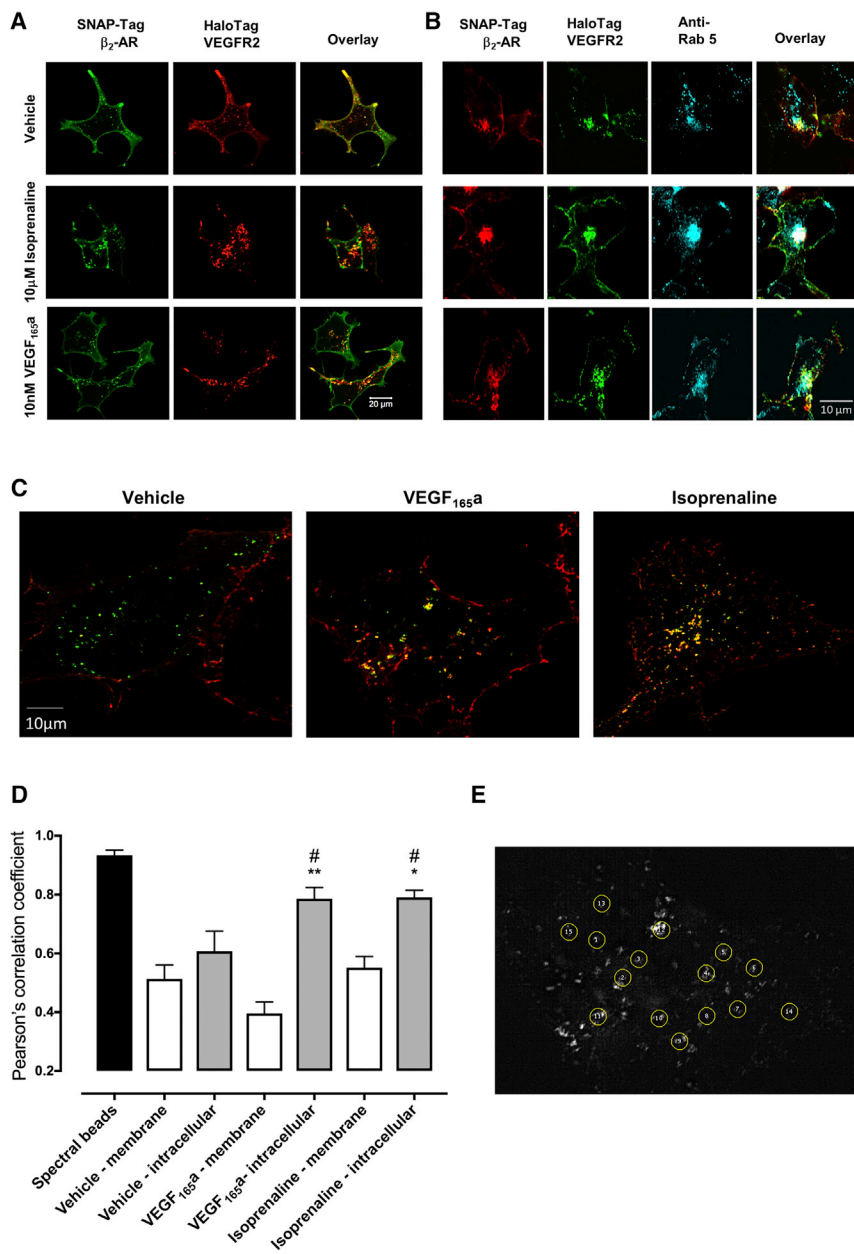 A
SNAP-Tag β₂-AR
HaloTag VEGFR2
Overlay
Vehicle
10µM Isoprenaline
10nM VEGF₁₆₅a
20 µm
B
SNAP-Tag β₂-AR
HaloTag VEGFR2
Anti-Rab 5
Overlay
10 µm
C
Vehicle
VEGF₁₆₅a
Isoprenaline
10µm
D
Pearson's correlation coefficient
1.0
0.8
0.6
0.4
0.2
#
**
#
*
Spectral beads
Vehicle - membrane
Vehicle - intracellular
VEGF₁₆₅a - membrane
VEGF₁₆₅a- intracellular
Isoprenaline - membrane
Isoprenaline - intracellular
E
13
15
1
3
2
5
11
10
8
7
14